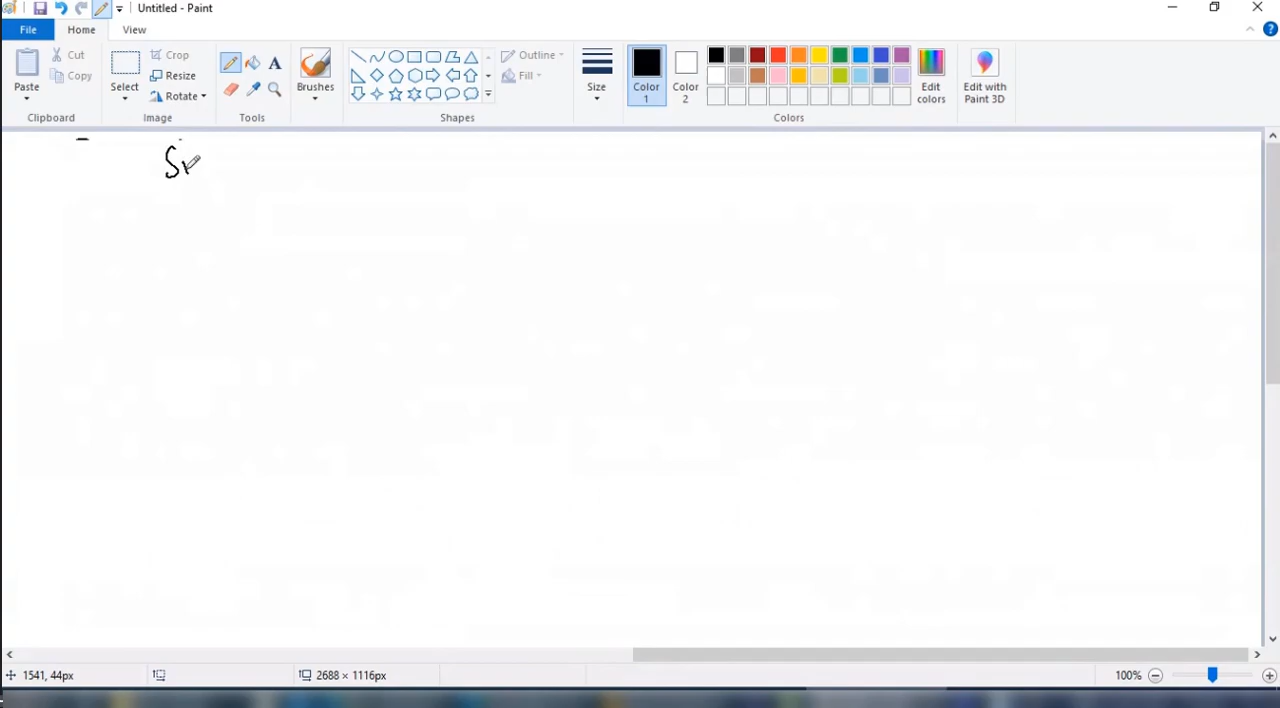 Untitled - Paint
File Home View
Paste
Cut
Copy
Clipboard
Select
Crop
Resize
Rotate
Image
Tools
Brushes
Shapes
Outline
Fill
Size
Color 1
Color 2
Edit colors
Colors
Edit with Paint 3D
1541, 44px
2688 × 1116px
100%